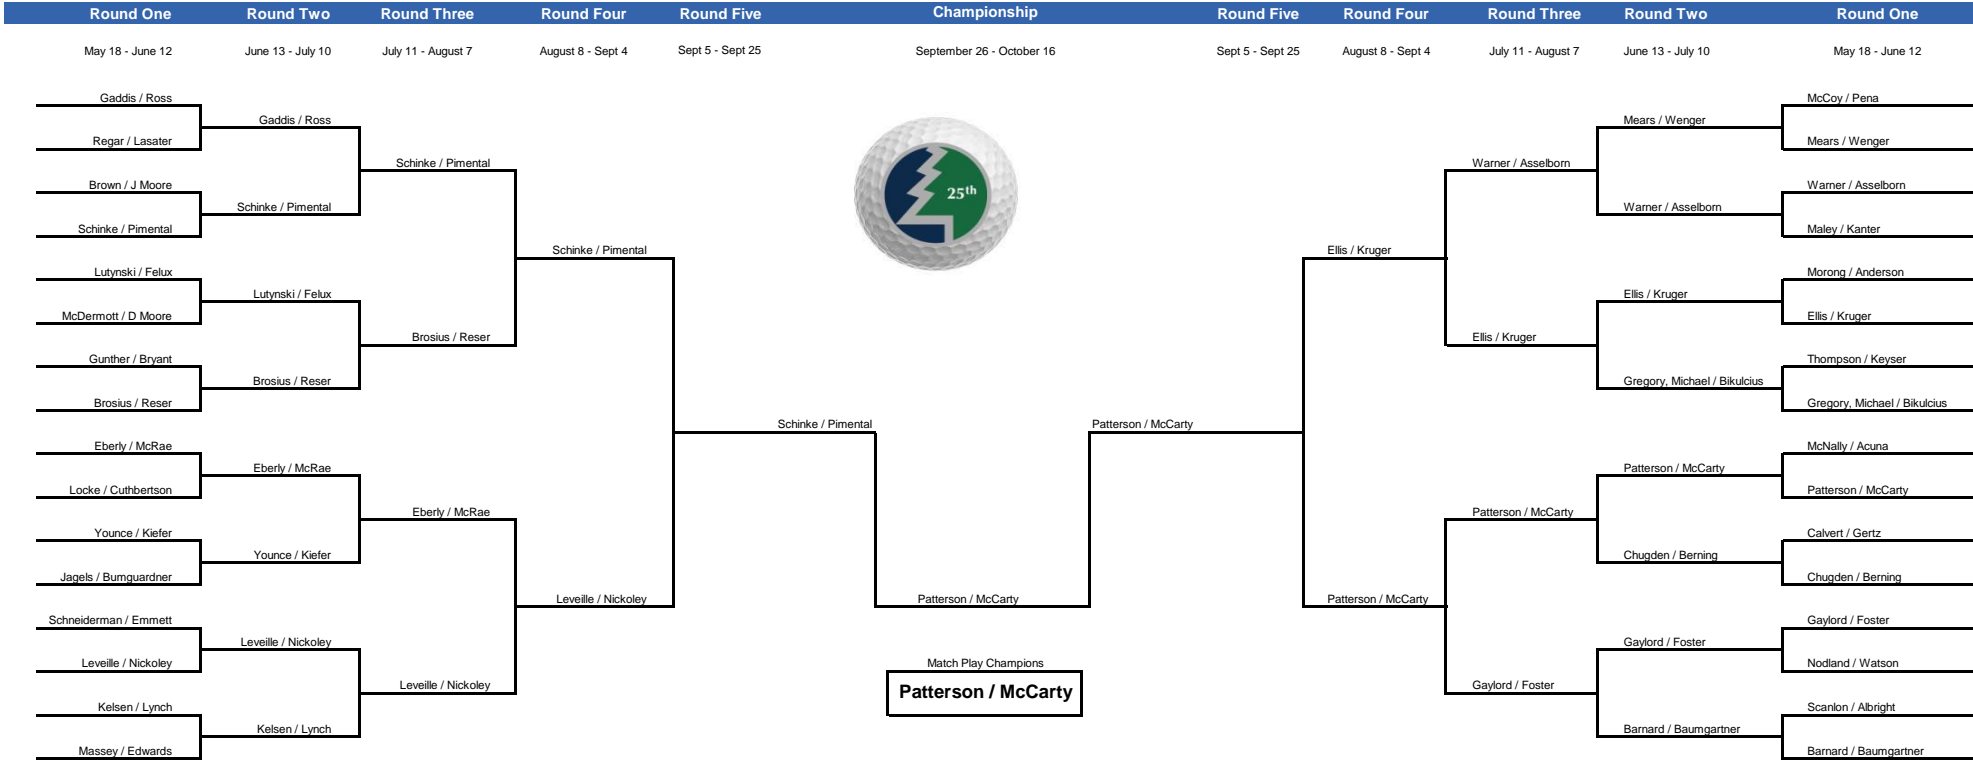 Round One Round Two Round Three Round Four Round Five Championship Round Five Round Four Round Three Round Two Round One
May 18 - June 12 June 13 - July 10 July 11 - August 7 August 8 - Sept 4 Sept 5 - Sept 25 September 26 - October 16 Sept 5 - Sept 25 August 8 - Sept 4 July 11 - August 7 June 13 - July 10 May 18 - June 12
Gaddis / Ross McCoy / Pena
Gaddis / Ross Mears / Wenger
Regar / Lasater Mears / Wenger
Schinke / Pimental Warner / Asselborn
Brown / J Moore 25th Warner / Asselborn
Schinke / Pimental Warner / Asselborn
Schinke / Pimental Maley / Kanter
Schinke / Pimental Ellis / Kruger
Lutynski / Felux Morong / Anderson
Lutynski / Felux Ellis / Kruger
McDermott / D Moore Ellis / Kruger
Brosius / Reser Ellis / Kruger
Gunther / Bryant Thompson / Keyser
Brosius / Reser Gregory, Michael / Bikulcius
Brosius / Reser Gregory, Michael / Bikulcius
Schinke / Pimental Patterson / McCarty
Eberly / McRae McNally / Acuna
Eberly / McRae Patterson / McCarty
Locke / Cuthbertson Patterson / McCarty
Eberly / McRae Patterson / McCarty
Younce / Kiefer Calvert / Gertz
Younce / Kiefer Chugden / Berning
Jagels / Bumguardner Chugden / Berning
Leveille / Nickoley Patterson / McCarty Patterson / McCarty
Schneiderman / Emmett Gaylord / Foster
Leveille / Nickoley Gaylord / Foster
Leveille / Nickoley Match Play Champions Nodland / Watson
Leveille / Nickoley Patterson / McCarty Gaylord / Foster
Kelsen / Lynch Scanlon / Albright
Kelsen / Lynch Barnard / Baumgartner
Massey / Edwards Barnard / Baumgartner